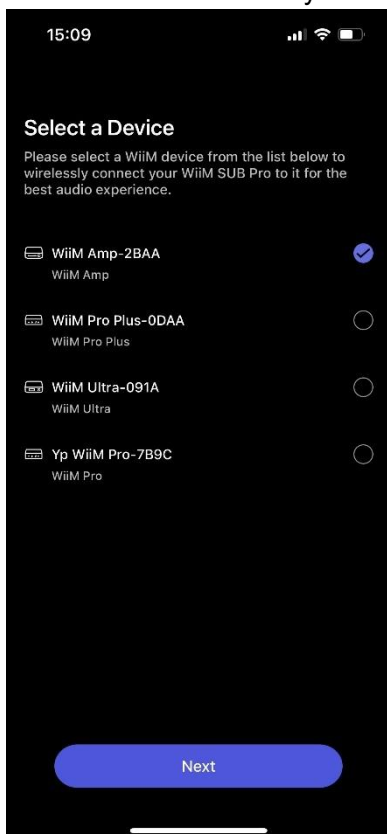 15:09
Select a Device
Please select a WiiM device from the list below to
wirelessly connect your WiiM SUB Pro to it for the
best audio experience.
WiiM Amp-2BAA
WiiM Amp
WiiM Pro Plus-0DAA
WiiM Pro Plus
WiiM Ultra-091A
WiiM Ultra
Yp WiiM Pro-7B9C
WiiM Pro
Next